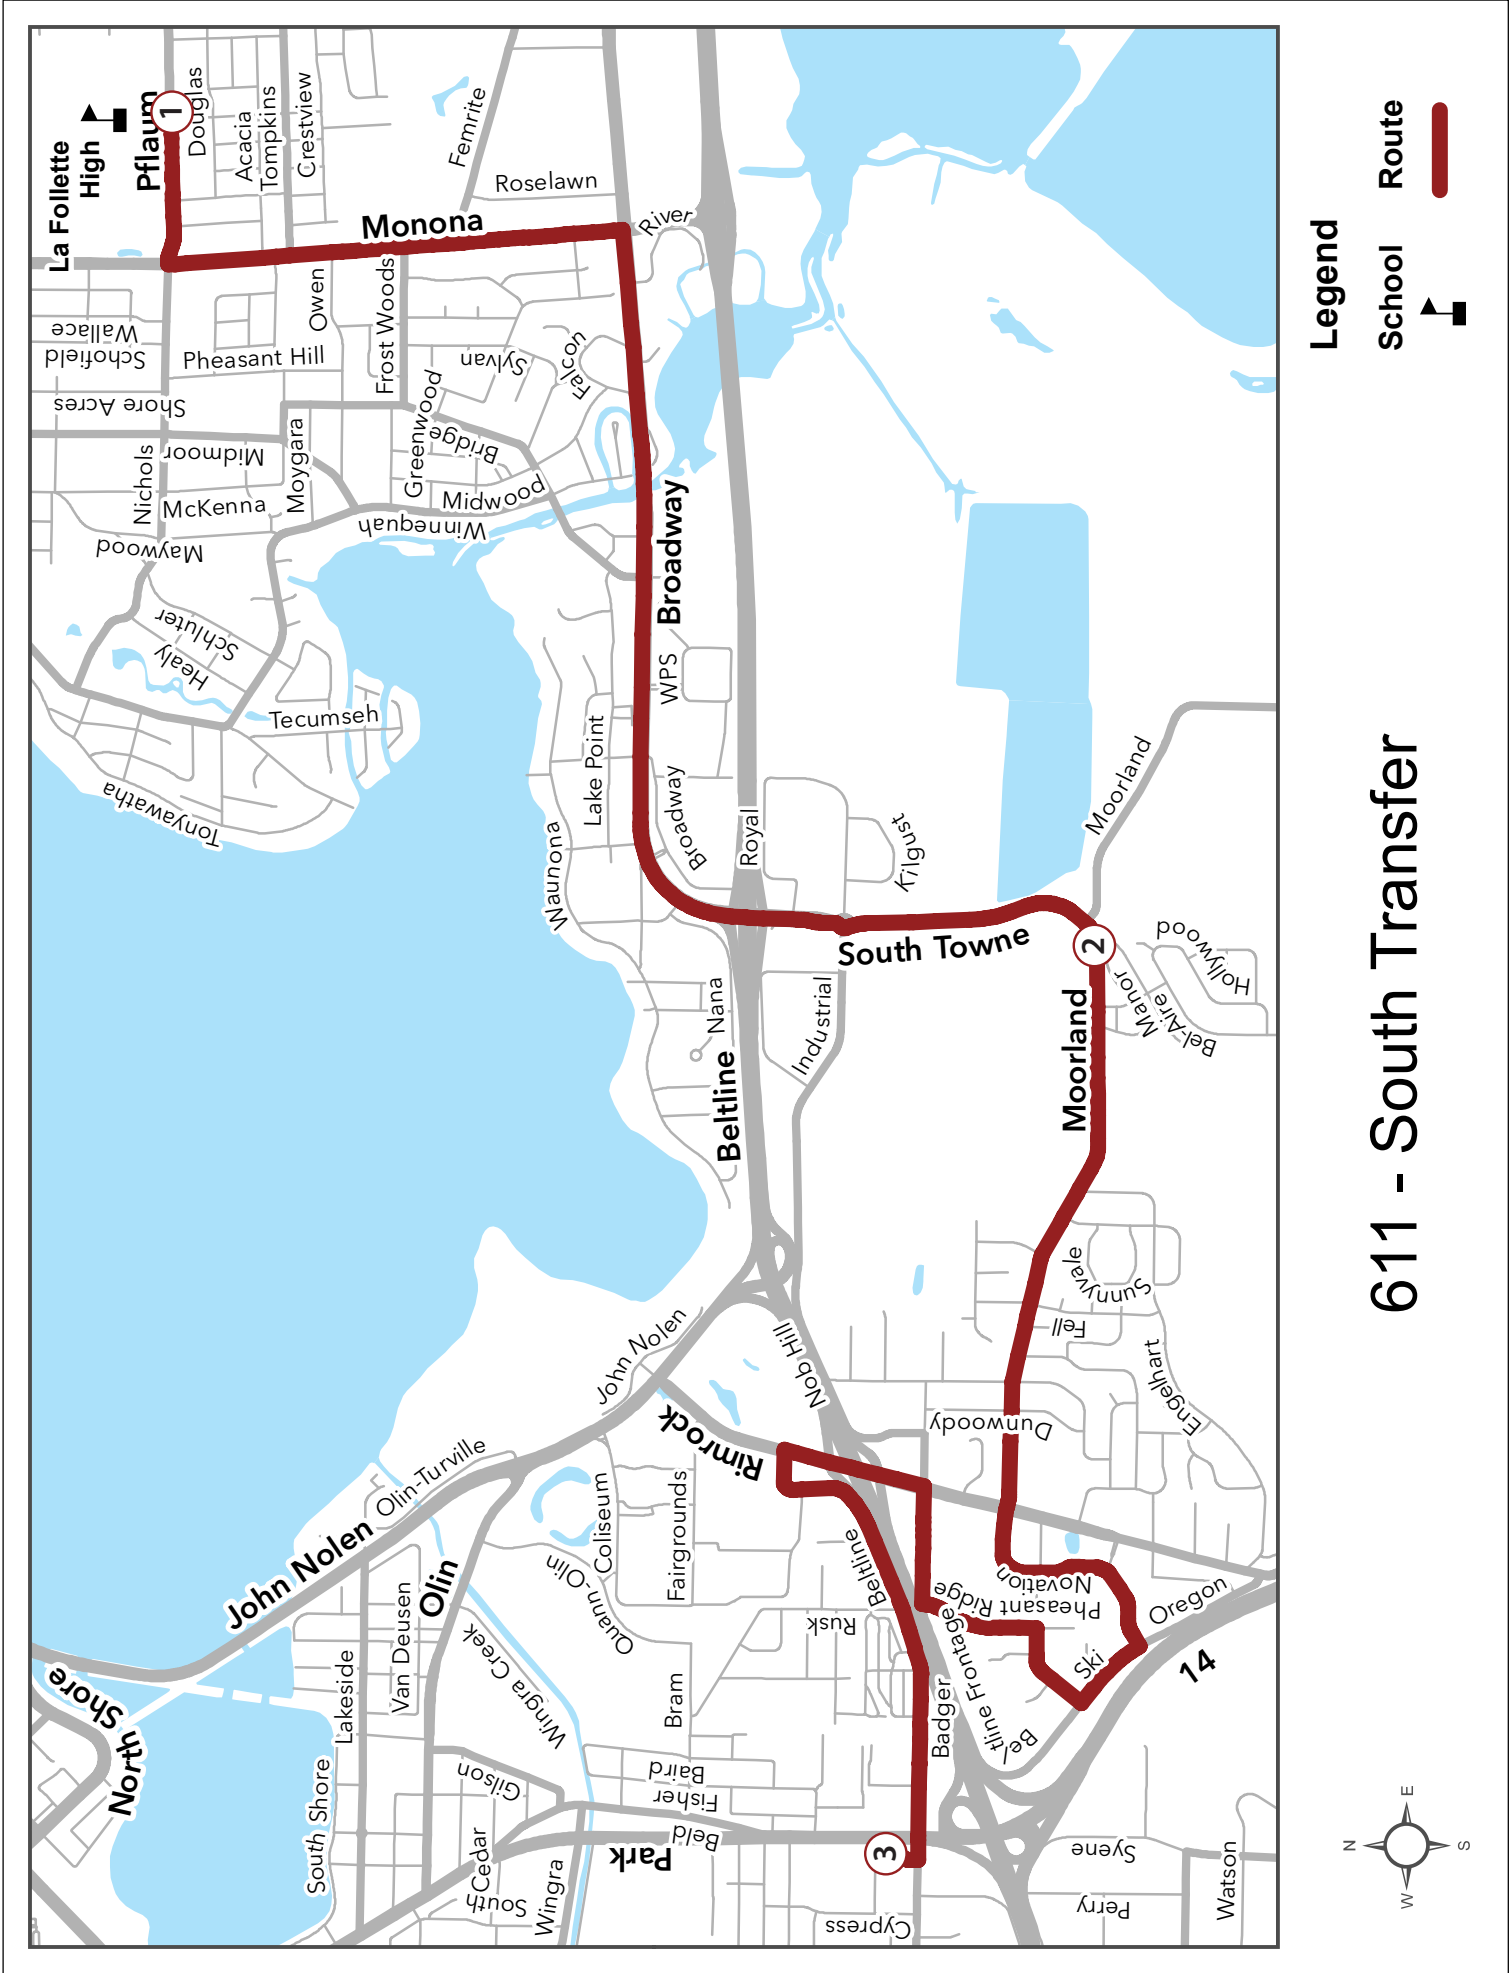 La Follette
High
Pflaum
1
Douglas
Acacia
Tompkins
Crestview
Femrite
Roselawn
Monona
River
Wallace
Schofield
Shore Acres
Pheasant Hill
Owen
Frost Woods
Sylvan
Falcon
Nichols
Midmoor
McKenna
Moygara
Greenwood
Bridge
Midwood
Winnequah
Maywood
Schluter
Healy
Tecumseh
Tonyawatha
Broadway
WPS
Lake Point
Broadway
Royal
Waunona
Kilgust
Moorland
South Towne
2
Hollywood
Manor
Bel-Aire
Moorland
Industrial
Nana
Beltline
Sunnyvale
Fell
Engelhart
Dunwoody
Nob Hill
John Nolen
Rimrock
Olin-Turville
John Nolen
Olin
Coliseum
Quann-Olin
Fairgrounds
Beltline
Rusk
Novation
Pheasant Ridge
Oregon
Ski
14
Beltline Frontage
Badger
Bram
Wingra Creek
Van Deusen
Lakeside
North Shore
South Shore
Gilson
Baird
Fisher
Beld
Park
Cedar
South
Wingra
3
Cypress
Syene
Perry
Watson
Legend
School
Route
611 - South Transfer
N
E
S
W